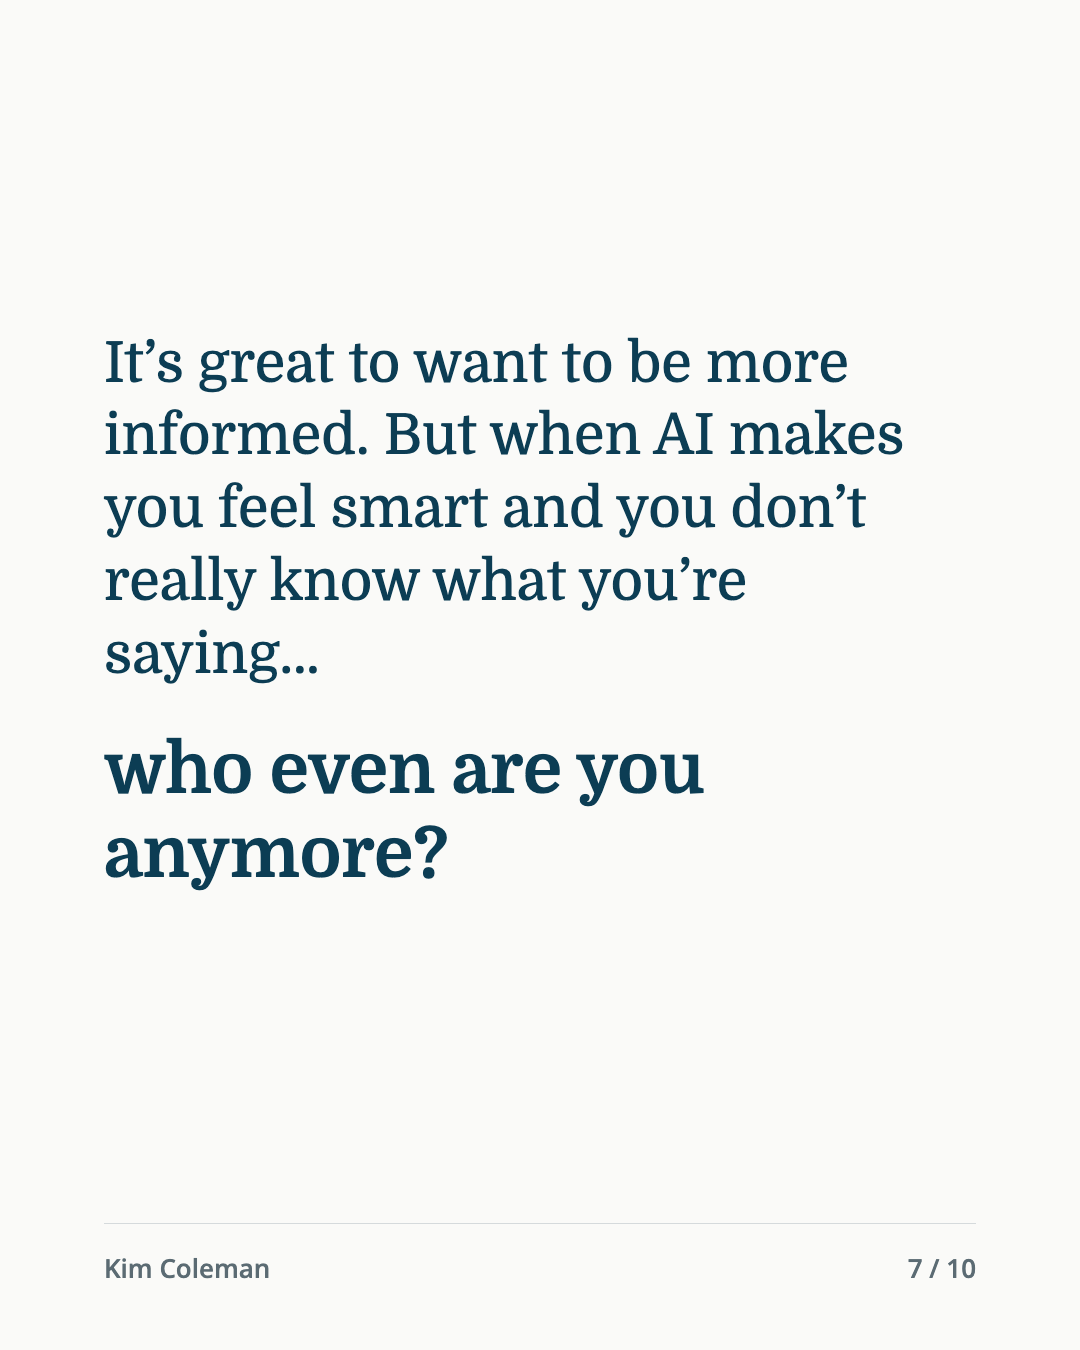 It’s great to want to be more
informed. But when AI makes
you feel smart and you don’t
really know what you’re
saying...
who even are you
anymore?
Kim Coleman
7 / 10